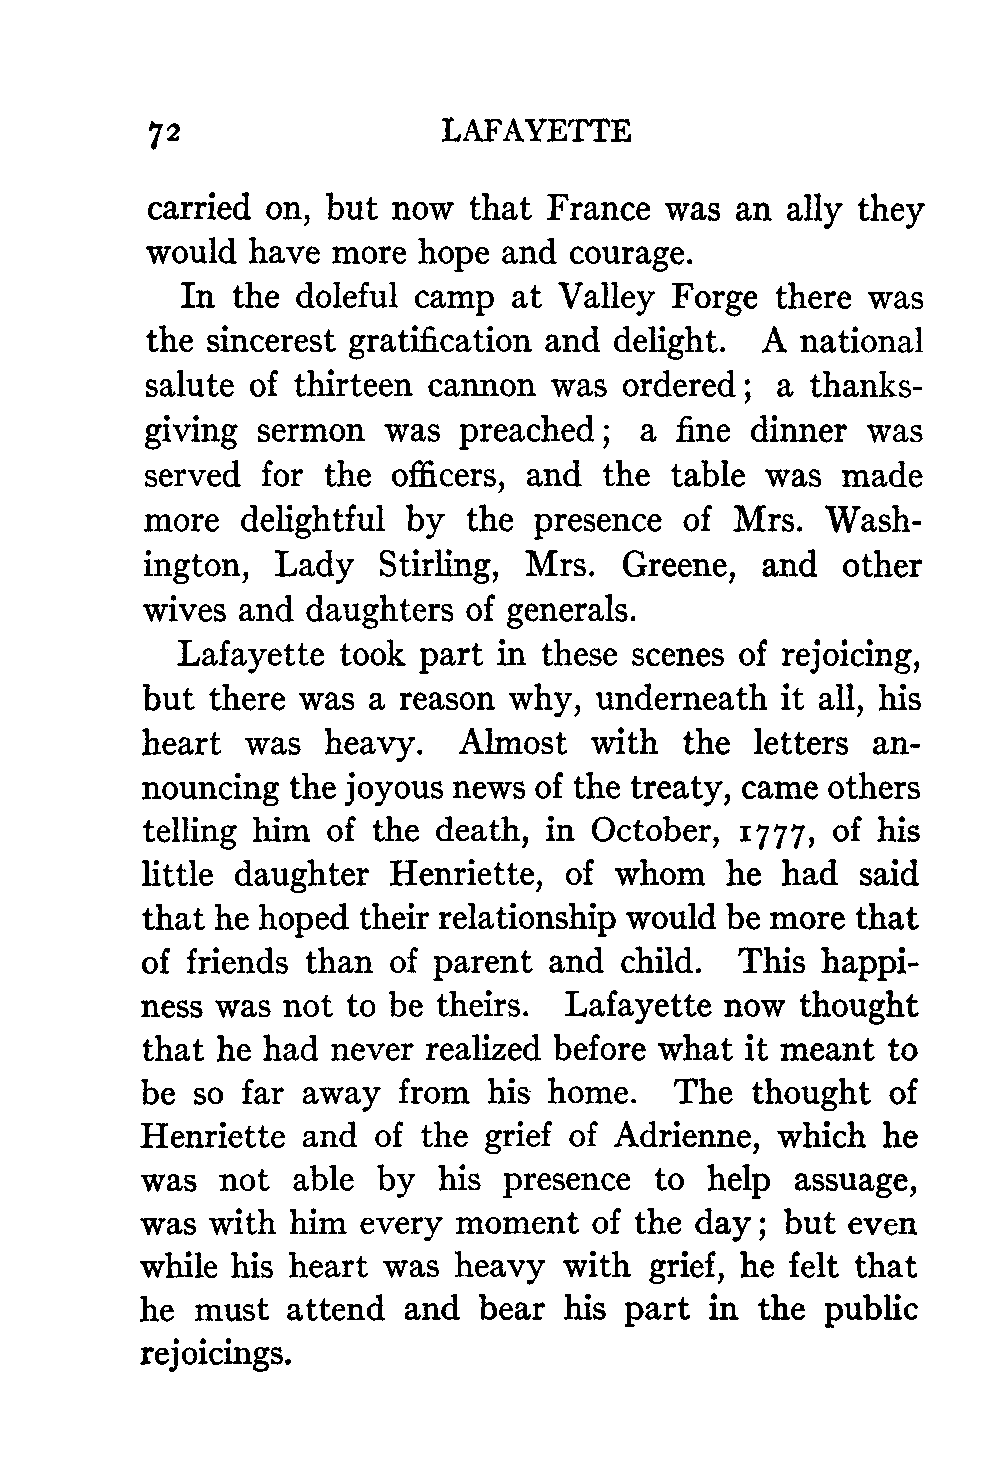 72 LAFAYETTE
carried on, but now that France was an ally they
would have more hope and courage.
In the doleful camp at Valley Forge there was
the sincerest gratification and delight. A national
salute of thirteen cannon was ordered; a thanks-
giving sermon was preached; a fine dinner was
served for the officers, and the table was made
more delightful by the presence of Mrs. Wash-
ington, Lady Stirling, Mrs. Greene, and other
wives and daughters of generals.
Lafayette took part in these scenes of rejoicing,
but there was a reason why, underneath it all, his
heart was heavy. Almost with the letters an-
nouncing the joyous news of the treaty, came others
telling him of the death, in October, 1777, of his
little daughter Henriette, of whom he had said
that he hoped their relationship would be more that
of friends than of parent and child. This happi-
ness was not to be theirs. Lafayette now thought
that he had never realized before what it meant to
be so far away from his home. The thought of
Henriette and of the grief of Adrienne, which he
was not able by his presence to help assuage,
was with him every moment of the day; but even
while his heart was heavy with grief, he felt that
he must attend and bear his part in the public
rejoicings.